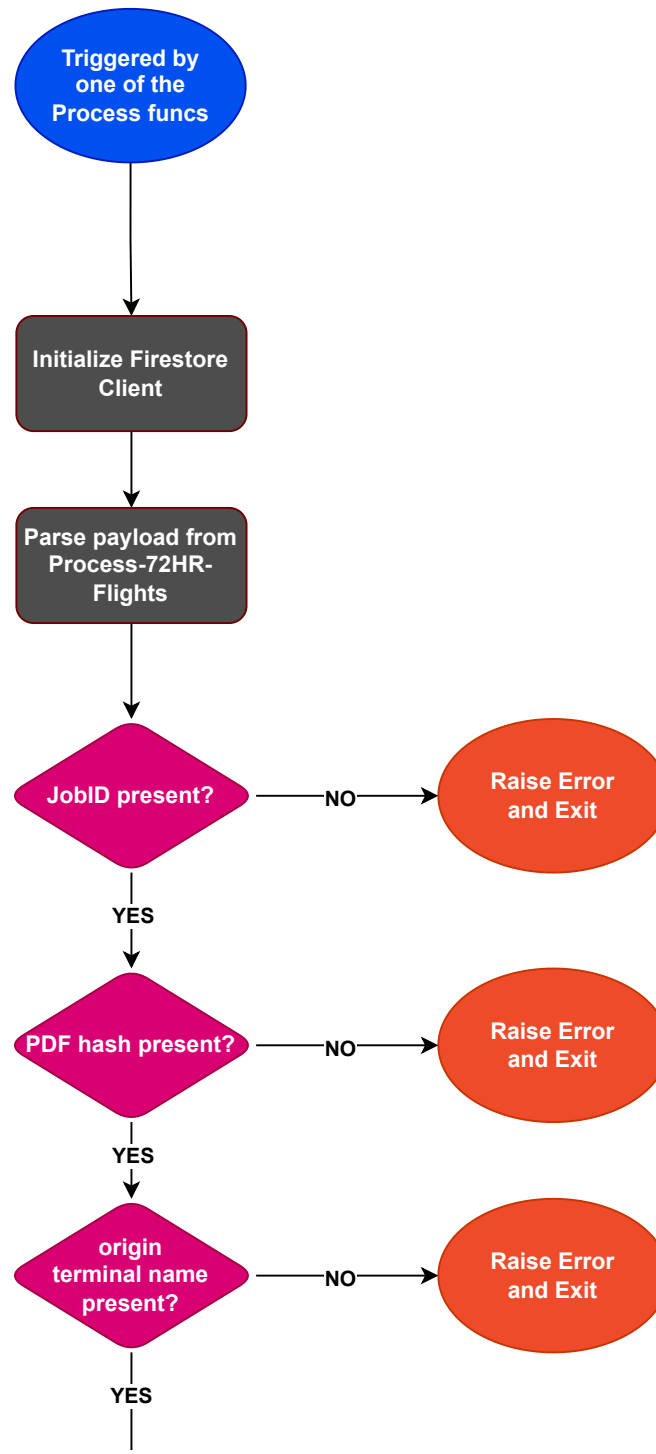 Triggered by
one of the
Process funcs
Initialize Firestore
Client
Parse payload from
Process-72HR-
Flights
JobID present?
NO
Raise Error
and Exit
YES
PDF hash present?
NO
Raise Error
and Exit
YES
origin
terminal name
present?
NO
Raise Error
and Exit
YES